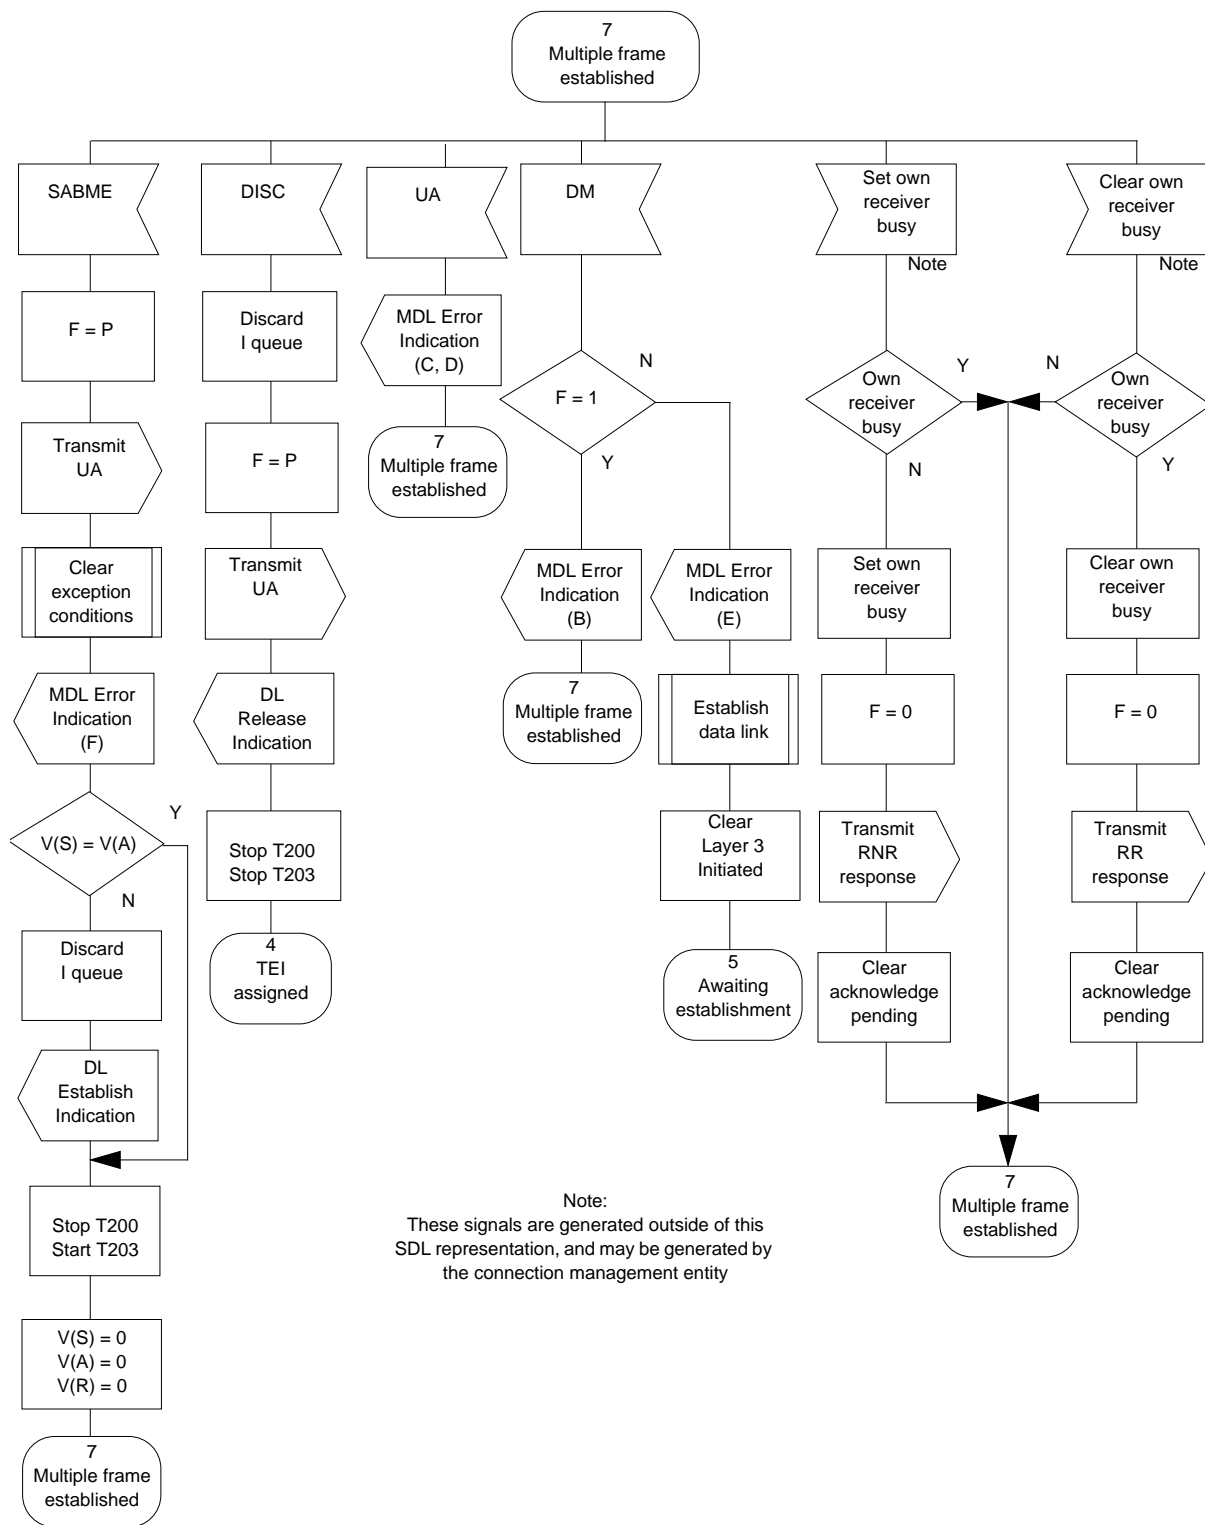 7
Multiple frame
established
SABME
DISC
UA
DM
Set own
receiver
busy
Note
Clear own
receiver
busy
Note
F = P
Transmit
UA
Clear
exception
conditions
MDL Error
Indication
(F)
V(S) = V(A)
Y
N
Discard
I queue
DL
Establish
Indication
Stop T200
Start T203
V(S) = 0
V(A) = 0
V(R) = 0
7
Multiple frame
established
Discard
I queue
F = P
Transmit
UA
DL
Release
Indication
Stop T200
Stop T203
4
TEI
assigned
MDL Error
Indication
(C, D)
7
Multiple frame
established
F = 1
N
Y
MDL Error
Indication
(B)
7
Multiple frame
established
MDL Error
Indication
(E)
Establish
data link
Clear
Layer 3
Initiated
5
Awaiting
establishment
Own
receiver
busy
Y
N
Set own
receiver
busy
F = 0
Transmit
RNR
response
Clear
acknowledge
pending
Own
receiver
busy
N
Y
Clear own
receiver
busy
F = 0
Transmit
RR
response
Clear
acknowledge
pending
7
Multiple frame
established
Note:
These signals are generated outside of this
SDL representation, and may be generated by
the connection management entity